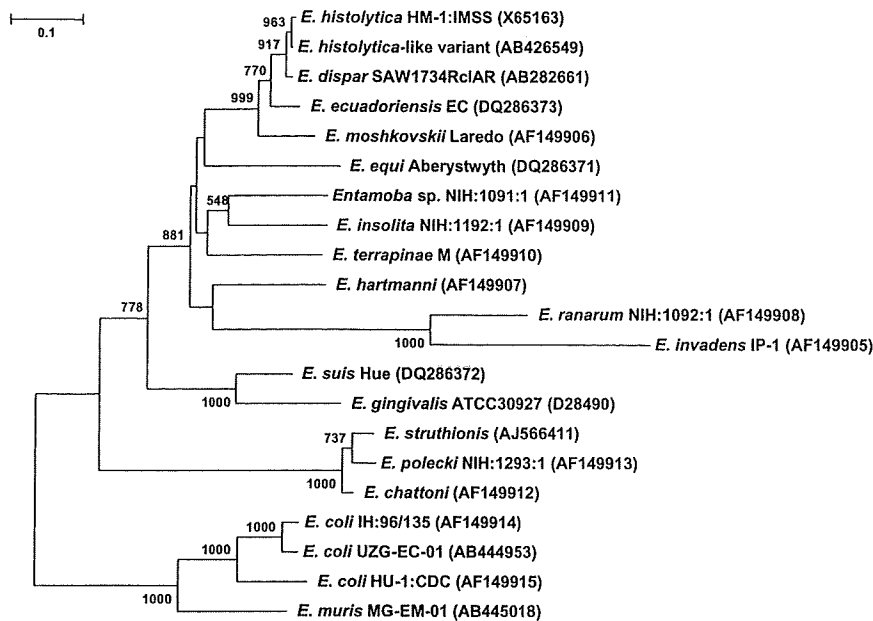 0.1
963
E. histolytica HM-1:IMSS (X65163)
917
E. histolytica-like variant (AB426549)
770
E. dispar SAW1734RclAR (AB282661)
999
E. ecuadoriensis EC (DQ286373)
E. moshkovskii Laredo (AF149906)
E. equi Aberystwyth (DQ286371)
548
Entamoba sp. NIH:1091:1 (AF149911)
881
E. insolita NIH:1192:1 (AF149909)
E. terrapinae M (AF149910)
E. hartmanni (AF149907)
778
E. ranarum NIH:1092:1 (AF149908)
1000
E. invadens IP-1 (AF149905)
E. suis Hue (DQ286372)
1000
E. gingivalis ATCC30927 (D28490)
737
E. struthionis (AJ566411)
E. polecki NIH:1293:1 (AF149913)
1000
E. chattoni (AF149912)
1000
E. coli IH:96/135 (AF149914)
1000
E. coli UZG-EC-01 (AB444953)
E. coli HU-1:CDC (AF149915)
1000
E. muris MG-EM-01 (AB445018)